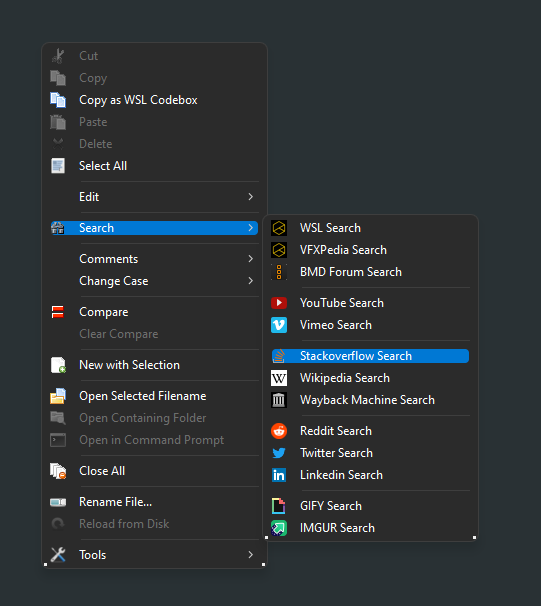 Cut
Copy
Copy as WSL Codebox
Paste
Delete
Select All
Edit
Search
Comments
Change Case
Compare
Clear Compare
New with Selection
Open Selected Filename
Open Containing Folder
Open in Command Prompt
Close All
Rename File...
Reload from Disk
Tools
WSL Search
VFXPedia Search
BMD Forum Search
YouTube Search
Vimeo Search
Stackoverflow Search
Wikipedia Search
Wayback Machine Search
Reddit Search
Twitter Search
Linkedin Search
GIFY Search
IMGUR Search